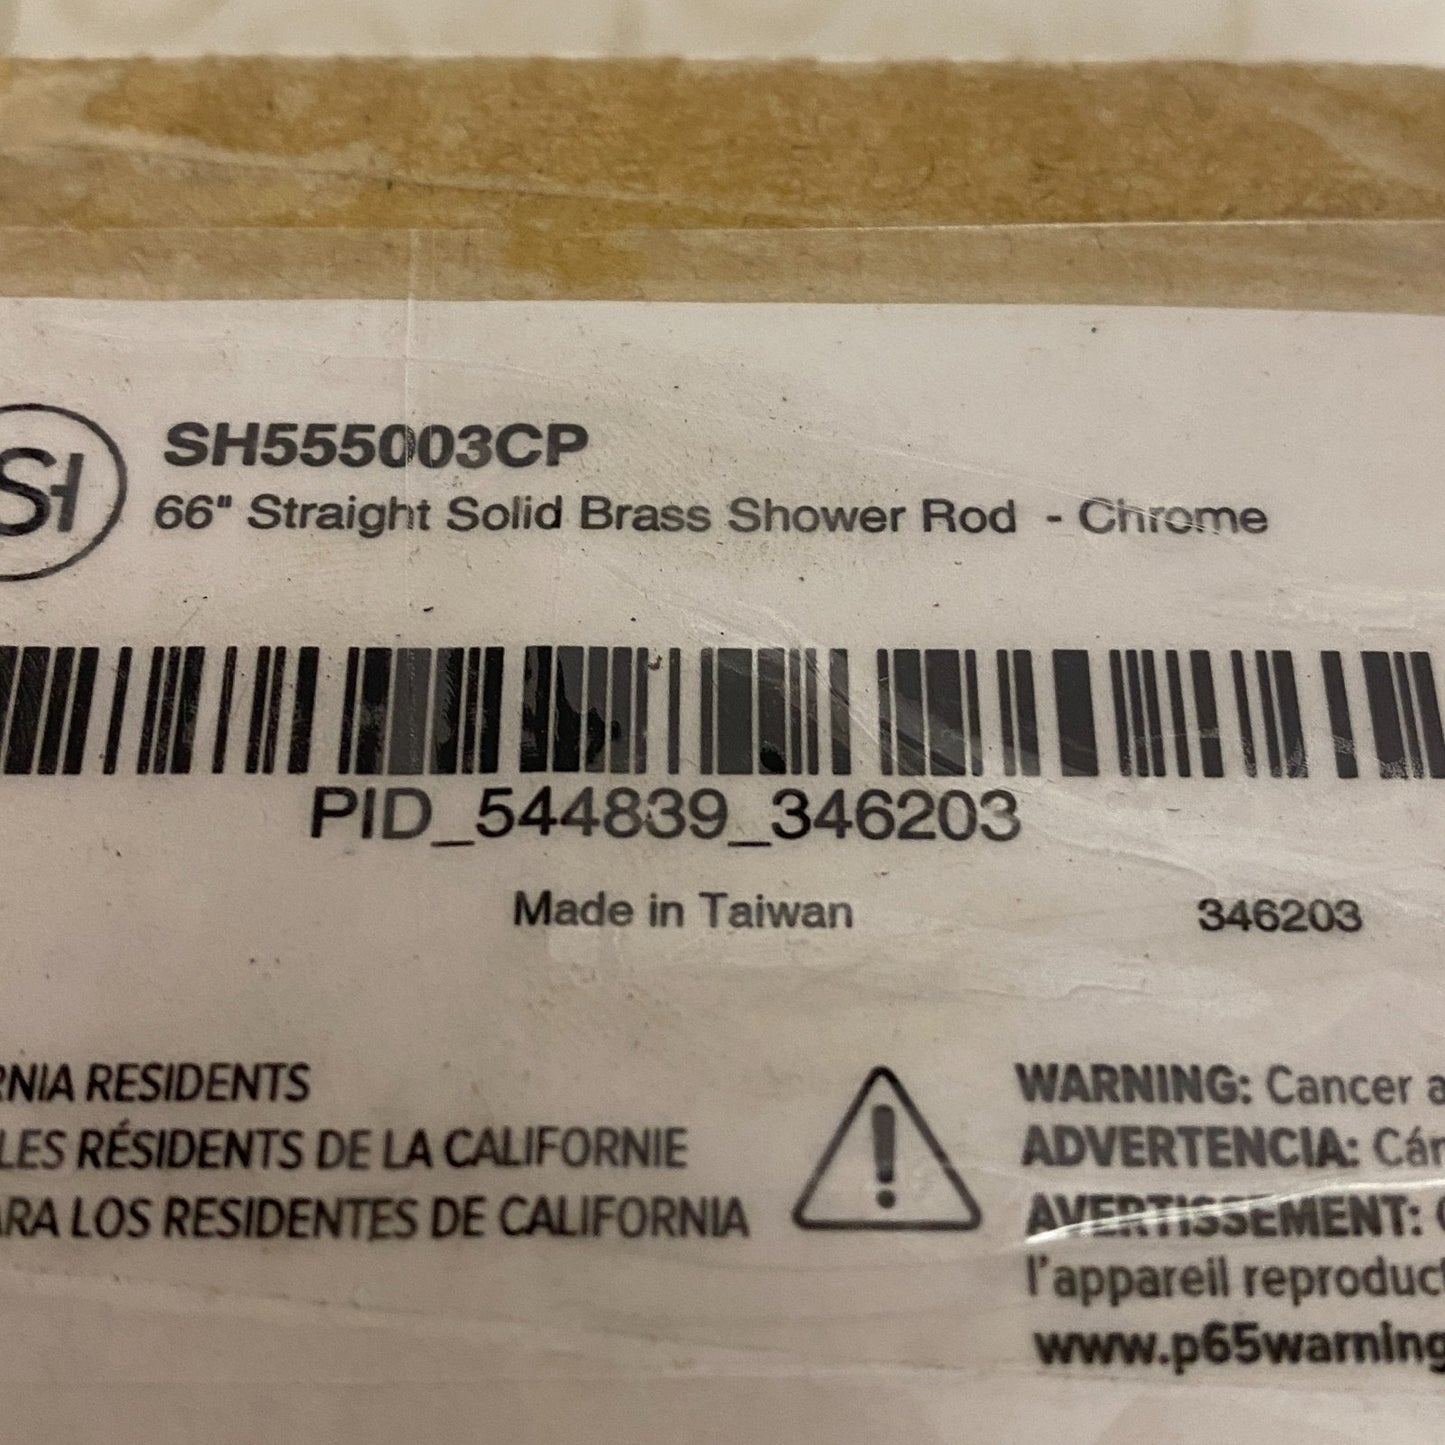 SH
SH555003CP
66" Straight Solid Brass Shower Rod - Chrome
PID_544839_346203
Made in Taiwan
346203
RNIA RESIDENTS
LES RÉSIDENTS DE LA CALIFORNIE
ARA LOS RESIDENTES DE CALIFORNIA
WARNING: Cancer a
ADVERTENCIA: Cán
AVERTISSEMENT:
l'appareil reproduct
www.p65warning